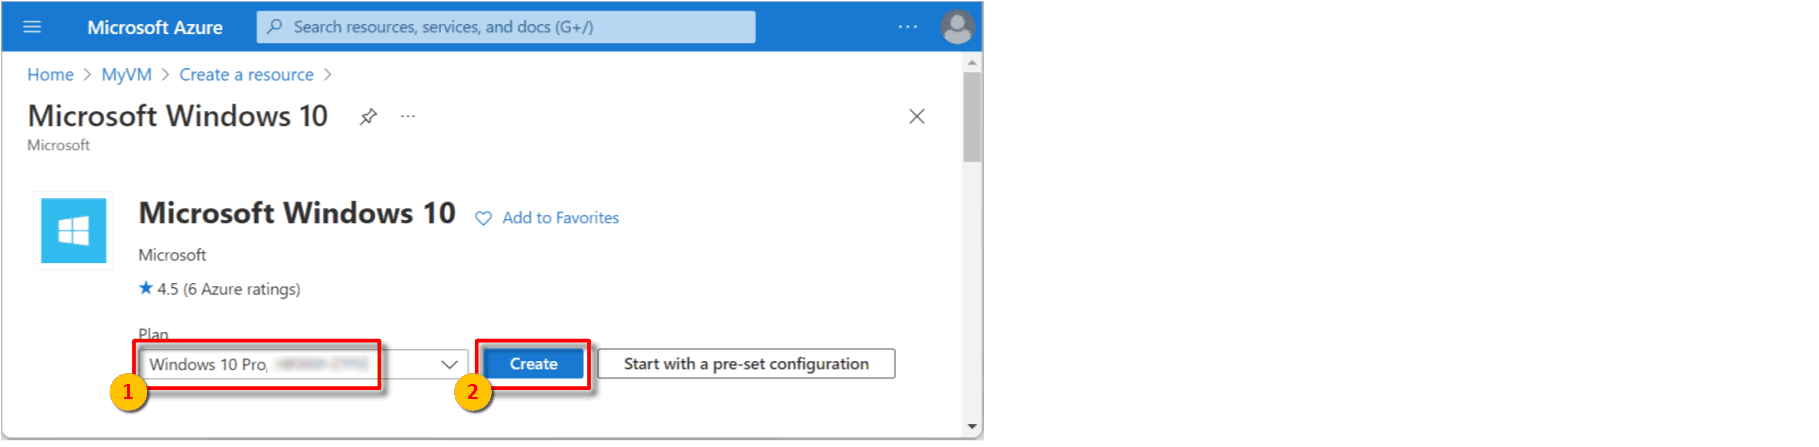 Microsoft Azure Search resources, services, and docs (G+/) ...
Home > MyVM > Create a resource >
Microsoft Windows 10 ...
Microsoft
Microsoft Windows 10 Add to Favorites
Microsoft
4.5 (6 Azure ratings)
Plan
Windows 10 Pro, Create Start with a pre-set configuration
1 2